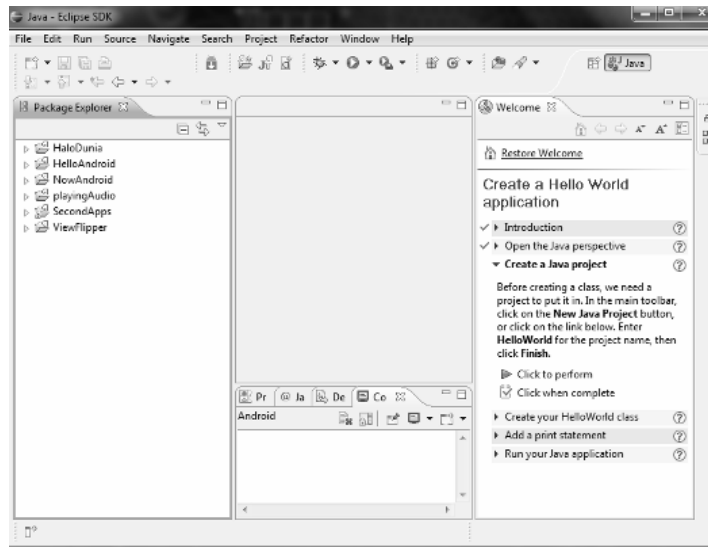 Java - Eclipse SDK
File Edit Run Source Navigate Search Project Refactor Window Help
Java
Package Explorer
HaloDunia
HelloAndroid
NowAndroid
playingAudio
SecondApps
ViewFlipper
Pr @ Ja De Co
Android
Welcome
Restore Welcome
Create a Hello World
application
Introduction
Open the Java perspective
Create a Java project
Before creating a class, we need a
project to put it in. In the main toolbar,
click on the New Java Project button,
or click on the link below. Enter
HelloWorld for the project name, then
click Finish.
Click to perform
Click when complete
Create your HelloWorld class
Add a print statement
Run your Java application